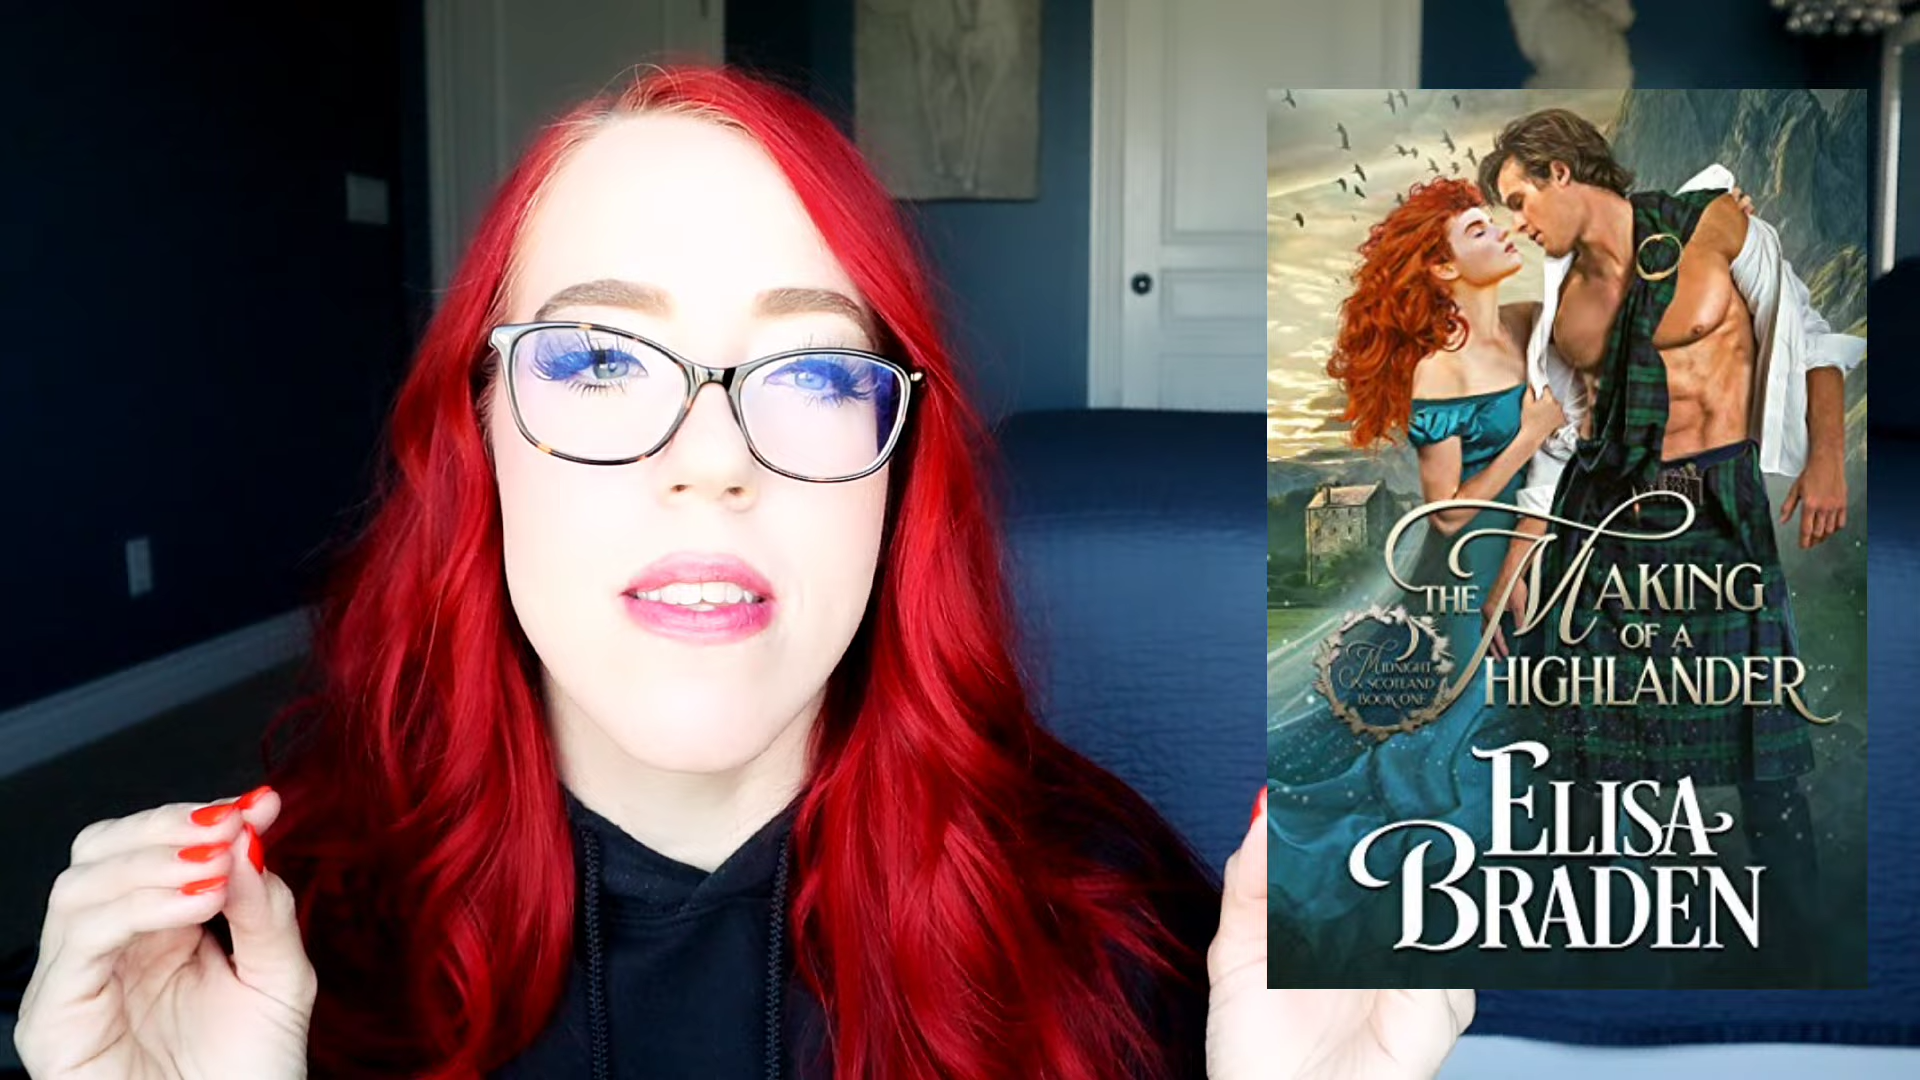 THE MAKING
OF A
HIGHLANDER
MIDNIGHT
IN SCOTLAND
BOOK ONE
ELISA
BRADEN